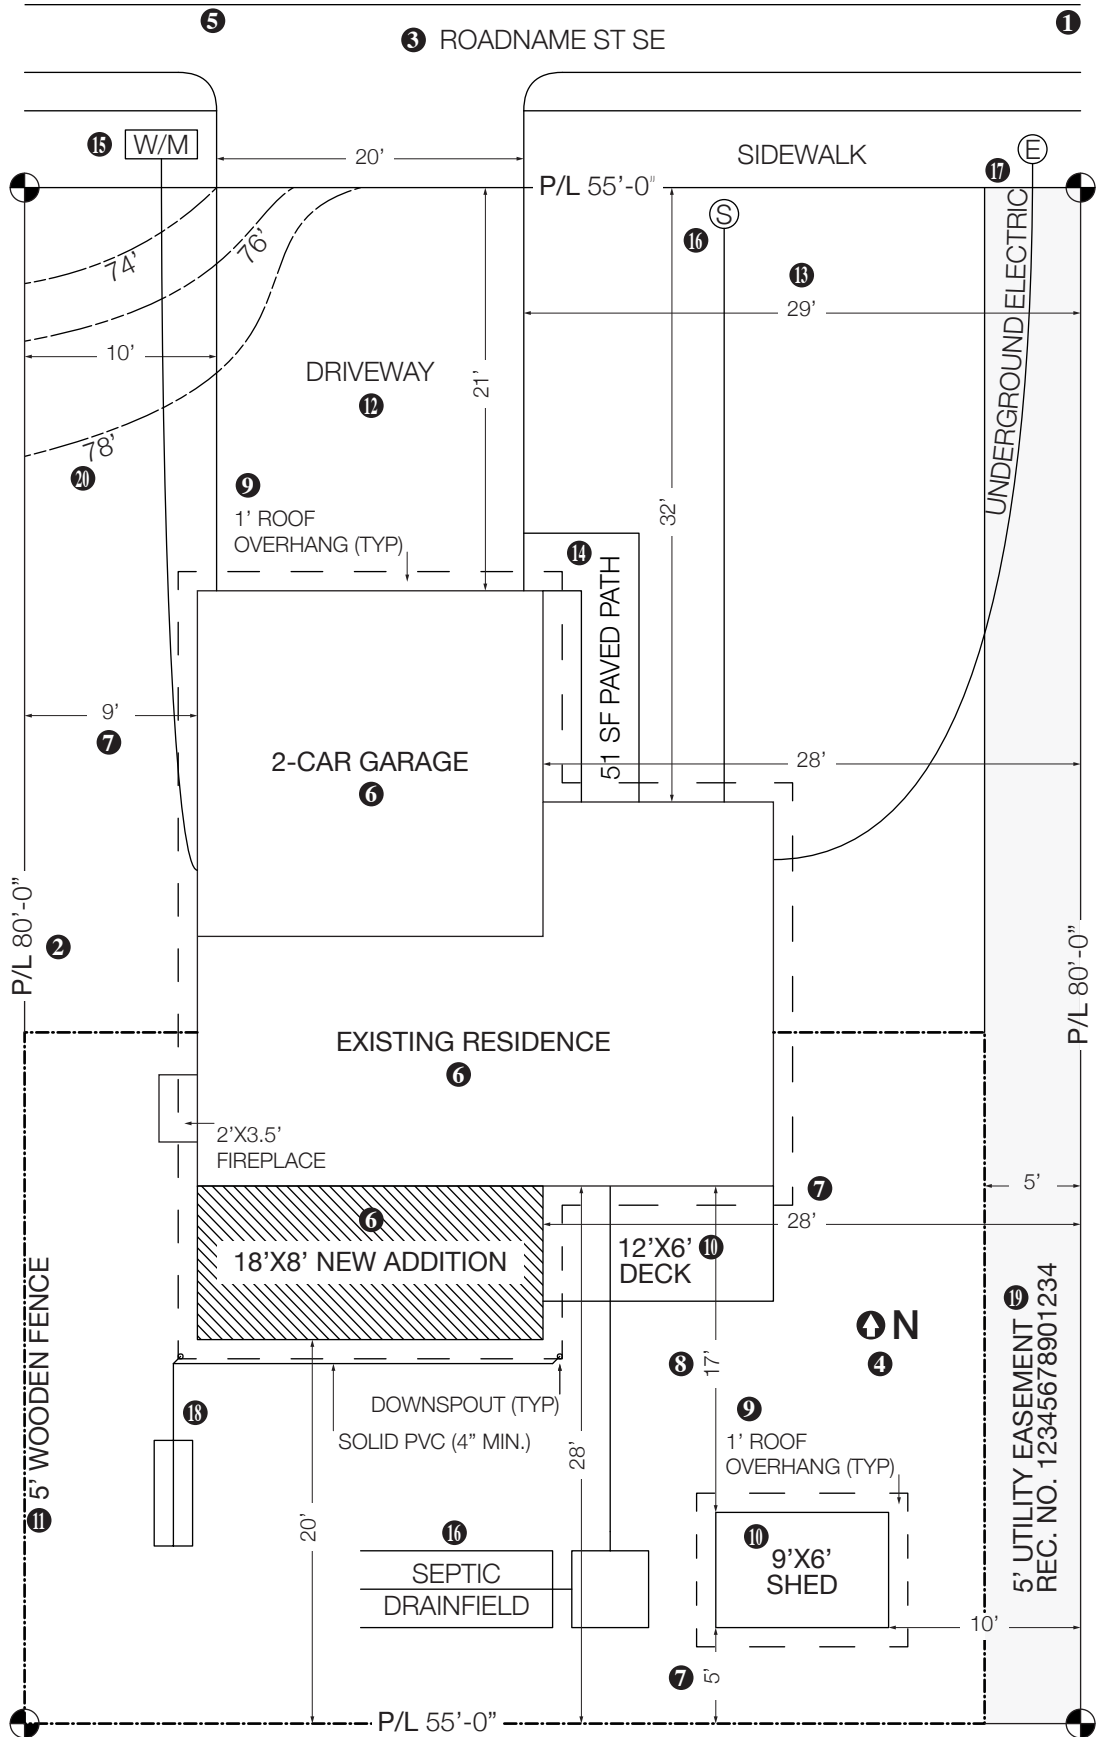 5
1
3 ROADNAME ST SE
15 W/M
20'
SIDEWALK
17 E
P/L 55'-0"
S
16
74'
76'
13
29'
10'
DRIVEWAY
12
21'
UNDERGROUND ELECTRIC
78'
20
9
1' ROOF
OVERHANG (TYP)
32'
14
51 SF PAVED PATH
9'
7
2-CAR GARAGE
6
28'
P/L 80'-0"
2
P/L 80'-0"
EXISTING RESIDENCE
6
2'X3.5'
FIREPLACE
7
5'
6
18'X8' NEW ADDITION
28'
12'X6' 10
DECK
N
4
8 17'
11 5' WOODEN FENCE
19
5' UTILITY EASEMENT
REC. NO. 12345678901234
DOWNSPOUT (TYP)
SOLID PVC (4" MIN.)
18
9
1' ROOF
OVERHANG (TYP)
28'
20'
16
SEPTIC
DRAINFIELD
10
9'X6'
SHED
10'
7 5'
P/L 55'-0"